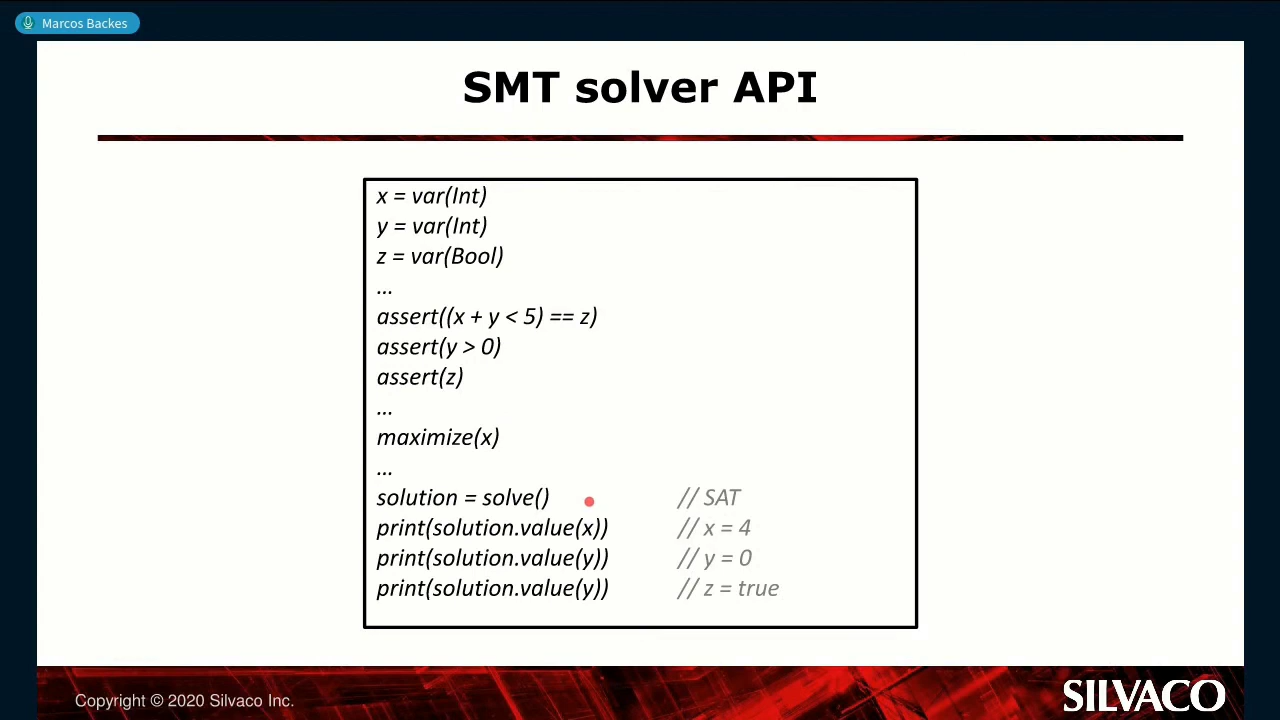 Marcos Backes
SMT solver API
x = var(Int)
y = var(Int)
z = var(Bool)
...
assert((x + y < 5) == z)
assert(y > 0)
assert(z)
...
maximize(x)
...
solution = solve() // SAT
print(solution.value(x)) // x = 4
print(solution.value(y)) // y = 0
print(solution.value(y)) // z = true
Copyright © 2020 Silvaco Inc.
SILVACO